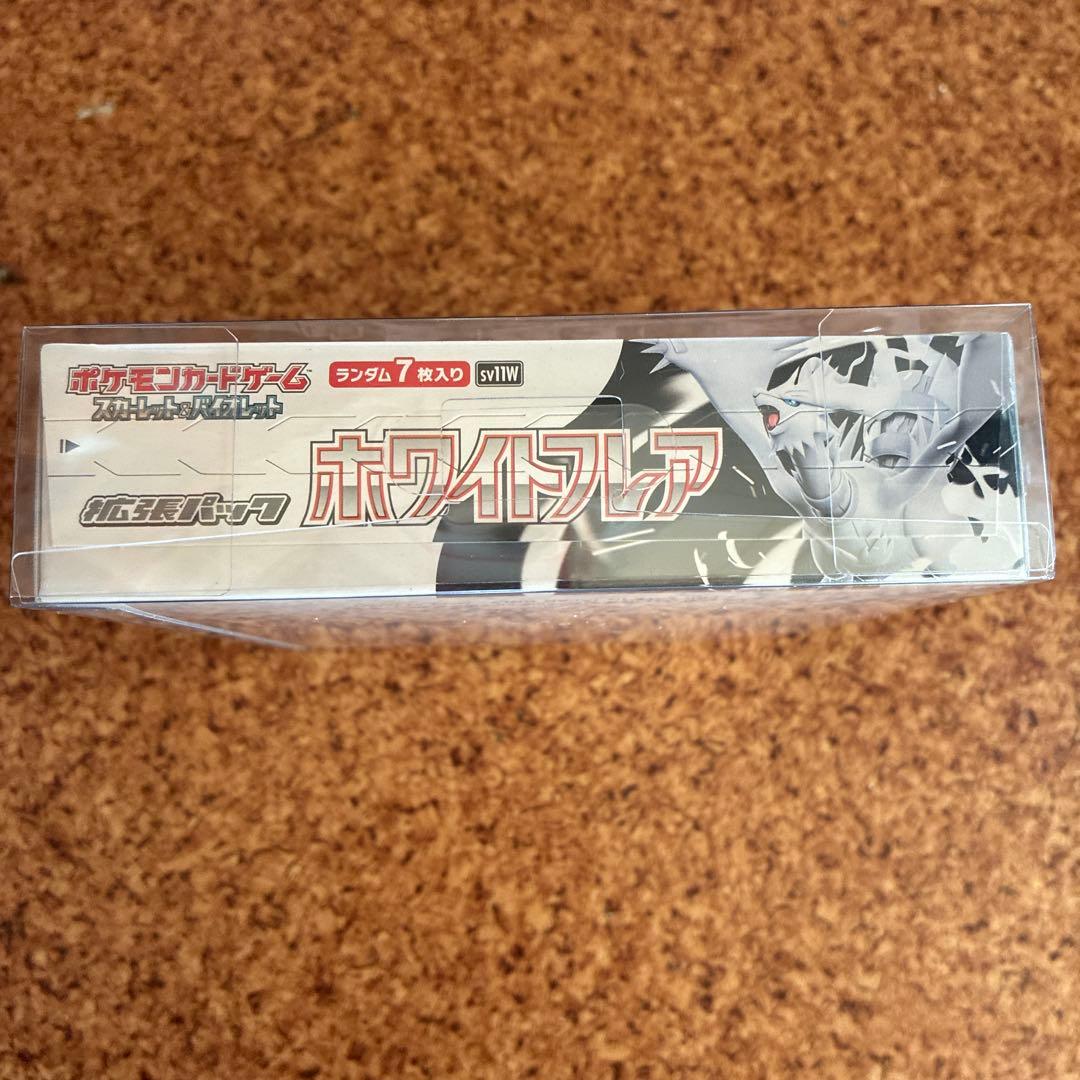 ポケモンカードゲーム
スカーレット&バイオレット
ランダム7枚入り
SV11W
拡張パック
ホワイトフレア